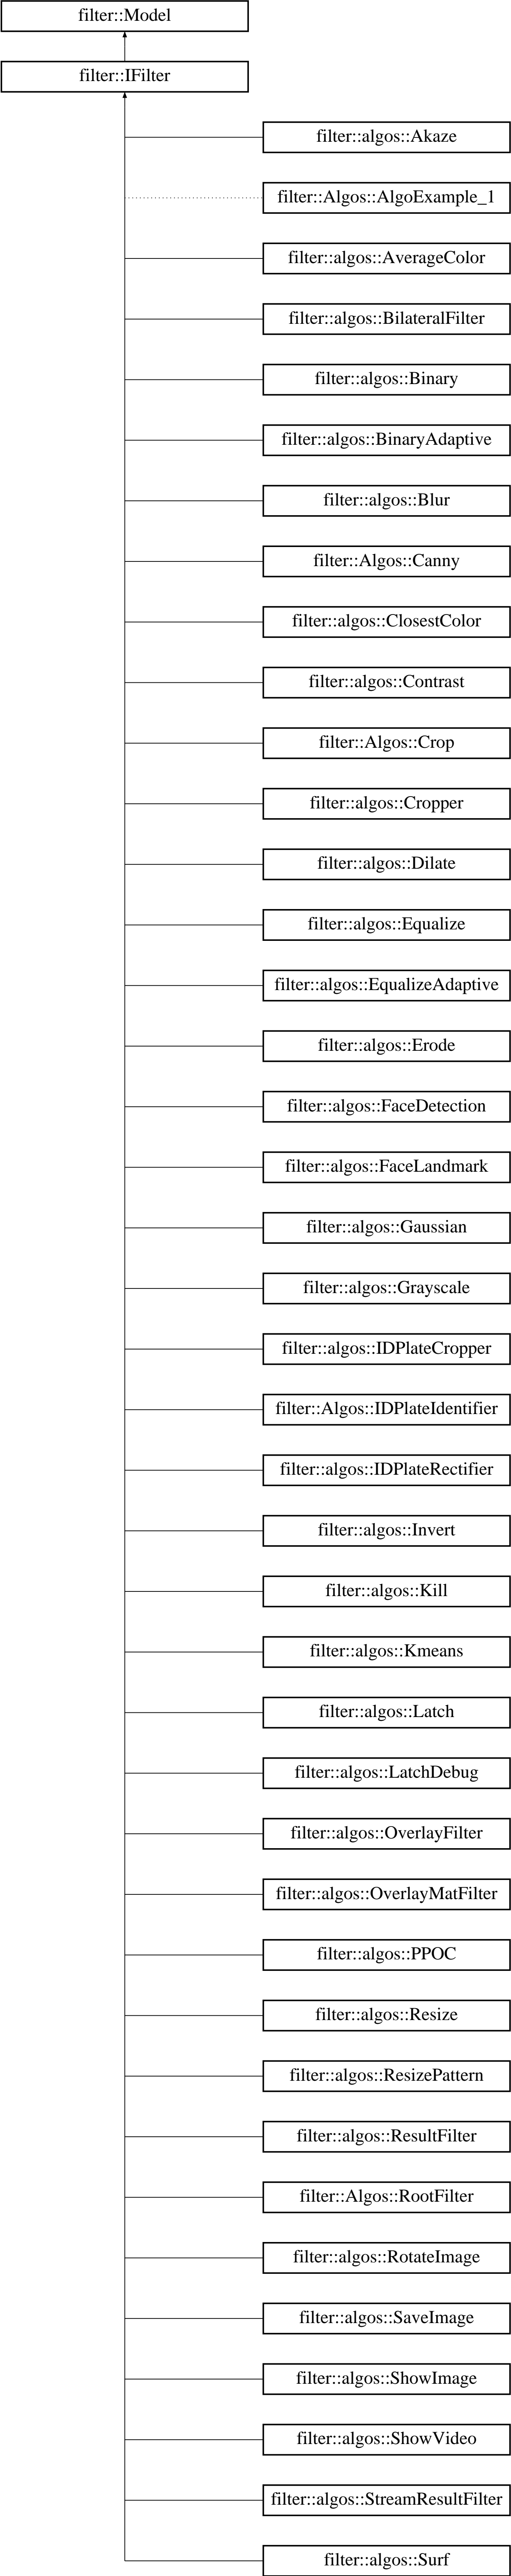 filter::Model
filter::IFilter
filter::algos::Akaze
filter::Algos::AlgoExample_1
filter::algos::AverageColor
filter::algos::BilateralFilter
filter::algos::Binary
filter::algos::BinaryAdaptive
filter::algos::Blur
filter::Algos::Canny
filter::algos::ClosestColor
filter::algos::Contrast
filter::Algos::Crop
filter::algos::Cropper
filter::algos::Dilate
filter::algos::Equalize
filter::algos::EqualizeAdaptive
filter::algos::Erode
filter::algos::FaceDetection
filter::algos::FaceLandmark
filter::algos::Gaussian
filter::algos::Grayscale
filter::algos::IDPlateCropper
filter::Algos::IDPlateIdentifier
filter::algos::IDPlateRectifier
filter::algos::Invert
filter::algos::Kill
filter::algos::Kmeans
filter::algos::Latch
filter::algos::LatchDebug
filter::algos::OverlayFilter
filter::algos::OverlayMatFilter
filter::algos::PPOC
filter::algos::Resize
filter::algos::ResizePattern
filter::algos::ResultFilter
filter::Algos::RootFilter
filter::algos::RotateImage
filter::algos::SaveImage
filter::algos::ShowImage
filter::algos::ShowVideo
filter::algos::StreamResultFilter
filter::algos::Surf